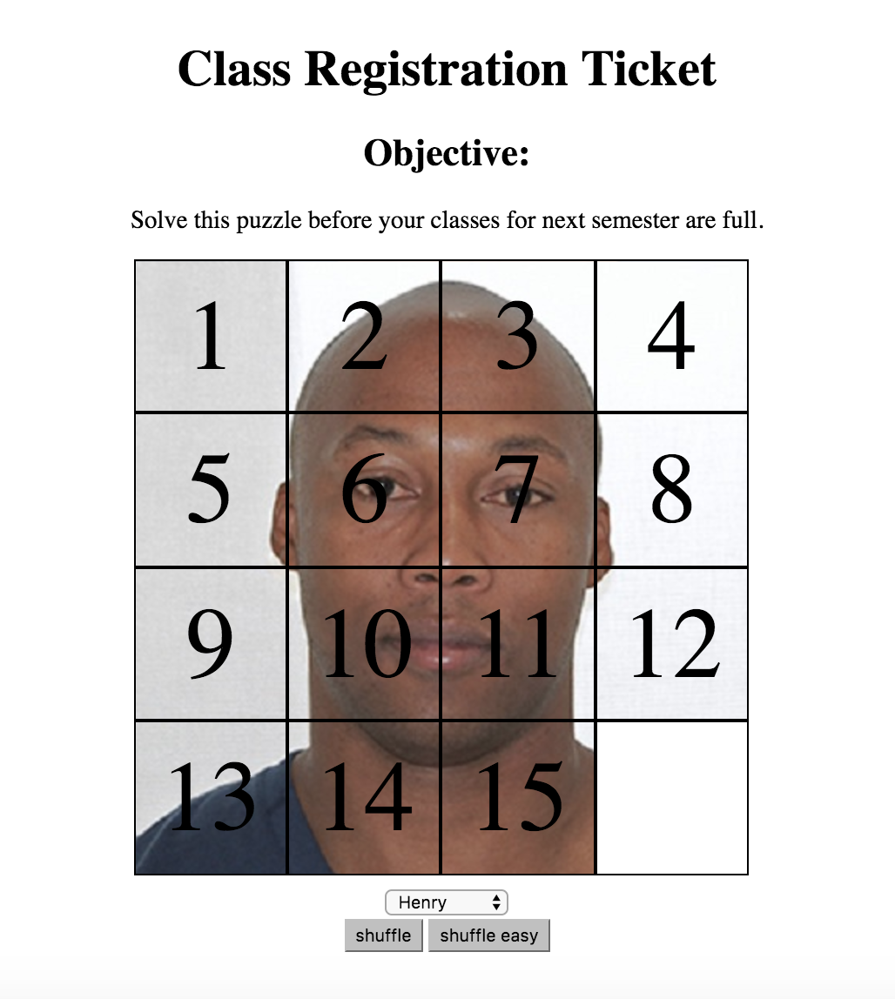 Class Registration Ticket
Objective:
Solve this puzzle before your classes for next semester are full.
1 2 3 4
5 6 7 8
9 10 11 12
13 14 15
Henry
shuffle shuffle easy